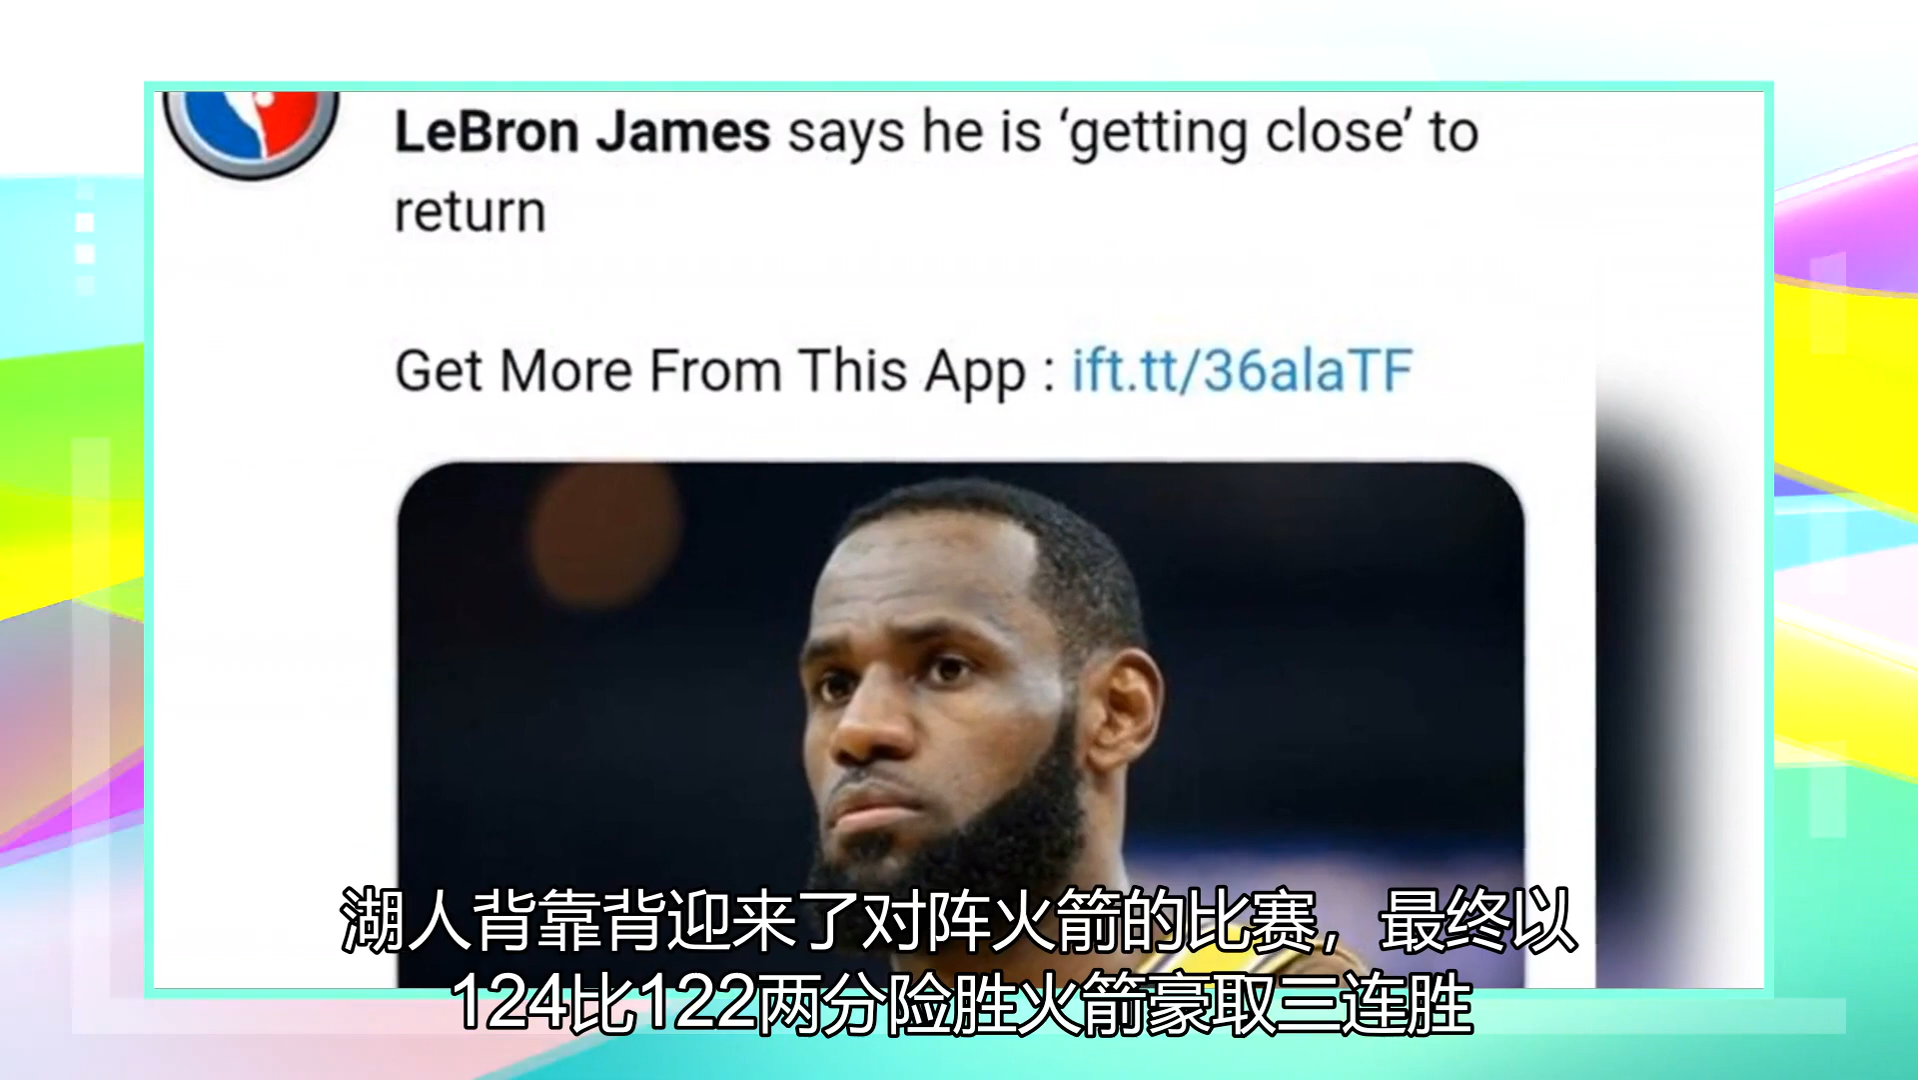 LeBron James says he is ‘getting close’ to
return
Get More From This App : ift.tt/36alaTF
湖人背靠背迎来了对阵火箭的比赛，最终以
124比122两分险胜火箭豪取三连胜